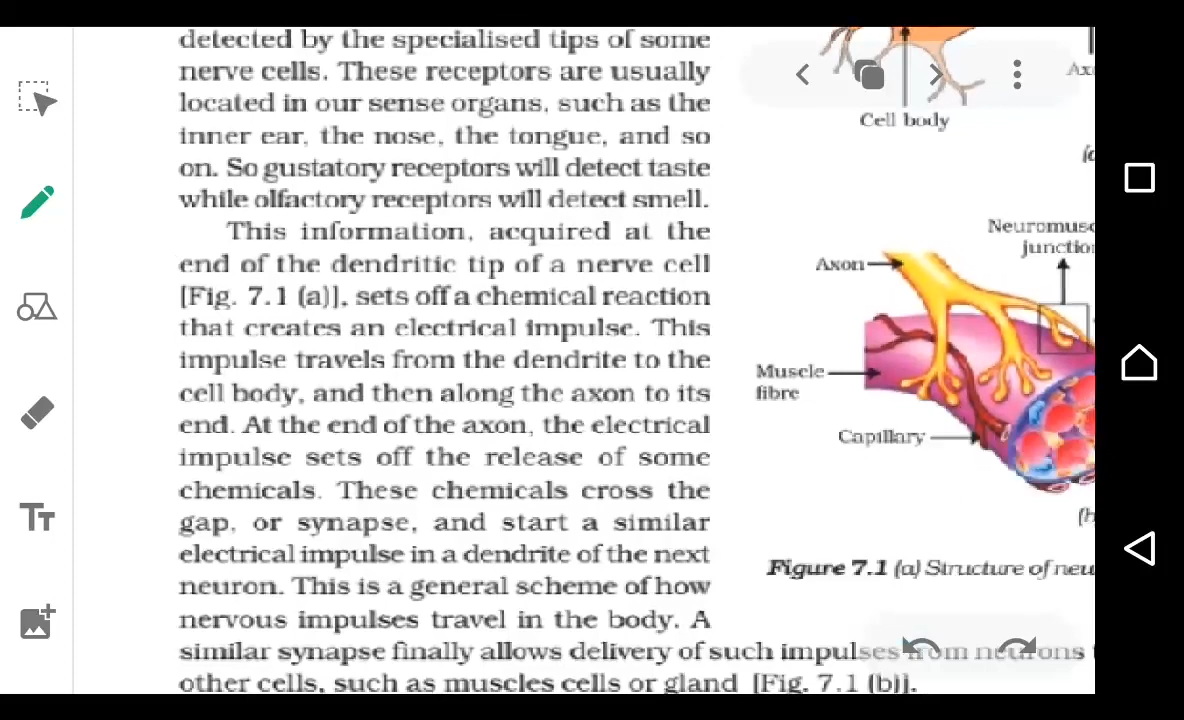 detected by the specialised tips of some
nerve cells. These receptors are usually
located in our sense organs, such as the
inner ear, the nose, the tongue, and so
on. So gustatory receptors will detect taste
while olfactory receptors will detect smell.
This information, acquired at the
end of the dendritic tip of a nerve cell
[Fig. 7.1 (a)], sets off a chemical reaction
that creates an electrical impulse. This
impulse travels from the dendrite to the
cell body, and then along the axon to its
end. At the end of the axon, the electrical
impulse sets off the release of some
chemicals. These chemicals cross the
gap, or synapse, and start a similar
electrical impulse in a dendrite of the next
neuron. This is a general scheme of how
nervous impulses travel in the body. A
similar synapse finally allows delivery of such impulses from neurons
other cells, such as muscles cells or gland [Fig. 7.1 (b)].
Cell body
Axon
Muscle
fibre
Capillary
Figure 7.1 (a) Structure of
Tт